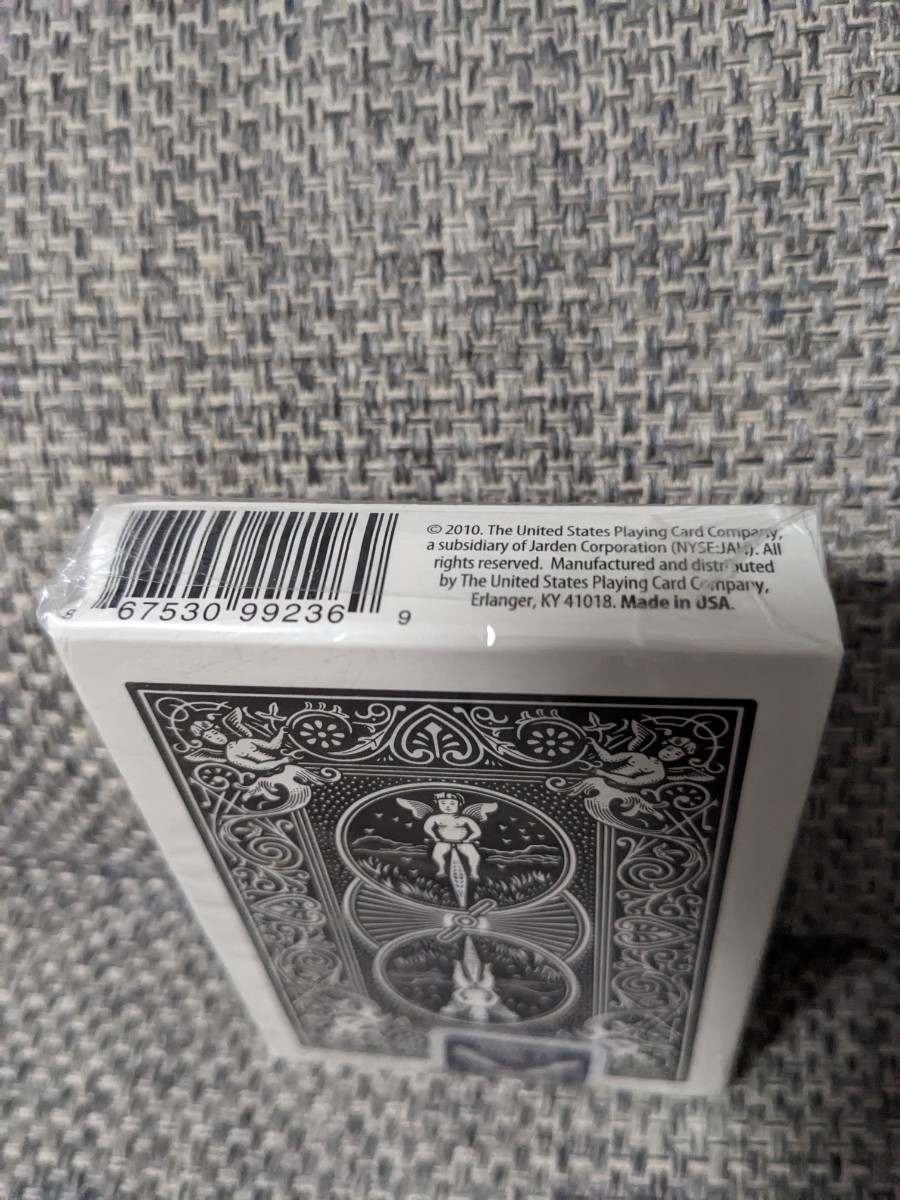 8 67530 99236 9
© 2010. The United States Playing Card Company,
a subsidiary of Jarden Corporation (NYSE:JAH). All
rights reserved. Manufactured and distributed
by The United States Playing Card Company,
Erlanger, KY 41018. Made in USA.